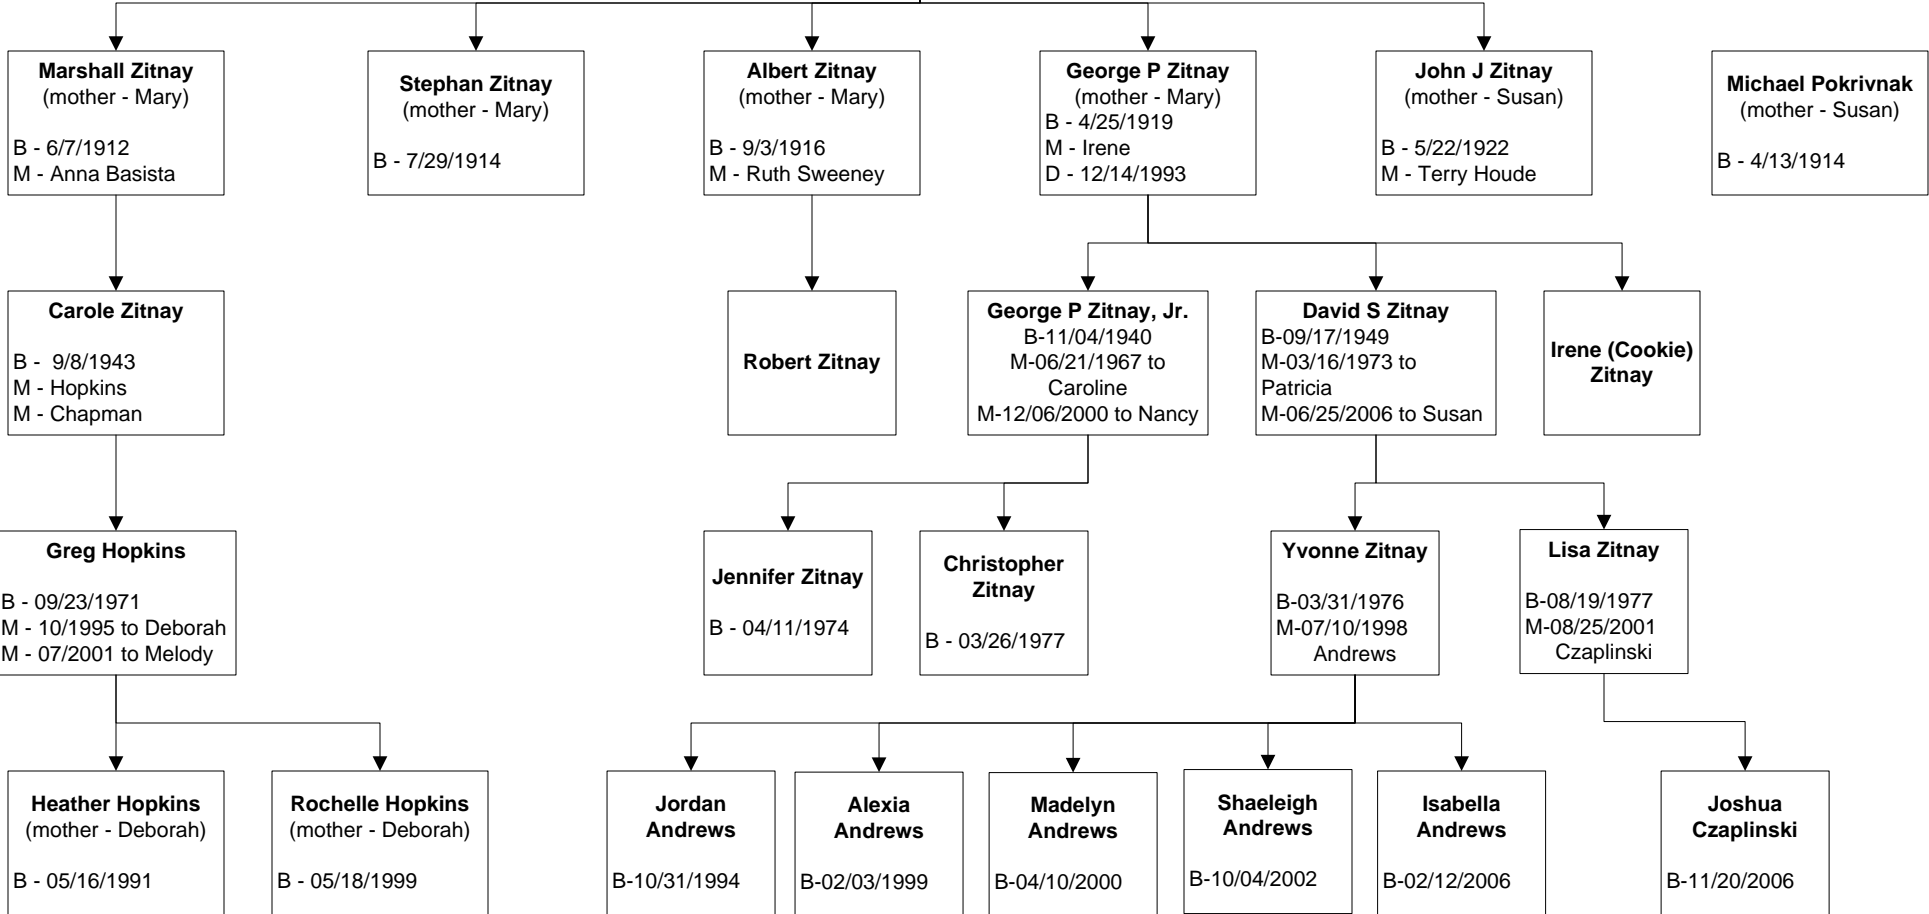 Marshall Zitnay
(mother - Mary)
B - 6/7/1912
M - Anna Basista
Stephan Zitnay
(mother - Mary)
B - 7/29/1914
Albert Zitnay
(mother - Mary)
B - 9/3/1916
M - Ruth Sweeney
George P Zitnay
(mother - Mary)
B - 4/25/1919
M - Irene
D - 12/14/1993
John J Zitnay
(mother - Susan)
B - 5/22/1922
M - Terry Houde
Michael Pokrivnak
(mother - Susan)
B - 4/13/1914
Carole Zitnay
B -  9/8/1943
M - Hopkins
M - Chapman
Robert Zitnay
George P Zitnay, Jr.
B-11/04/1940
M-06/21/1967 to
Caroline
M-12/06/2000 to Nancy
David S Zitnay
B-09/17/1949
M-03/16/1973 to
Patricia
M-06/25/2006 to Susan
Irene (Cookie)
Zitnay
Greg Hopkins
B - 09/23/1971
M - 10/1995 to Deborah
M - 07/2001 to Melody
Jennifer Zitnay
B - 04/11/1974
Christopher
Zitnay
B - 03/26/1977
Yvonne Zitnay
B-03/31/1976
M-07/10/1998
Andrews
Lisa Zitnay
B-08/19/1977
M-08/25/2001
Czaplinski
Heather Hopkins
(mother - Deborah)
B - 05/16/1991
Rochelle Hopkins
(mother - Deborah)
B - 05/18/1999
Jordan
Andrews
B-10/31/1994
Alexia
Andrews
B-02/03/1999
Madelyn
Andrews
B-04/10/2000
Shaeleigh
Andrews
B-10/04/2002
Isabella
Andrews
B-02/12/2006
Joshua
Czaplinski
B-11/20/2006